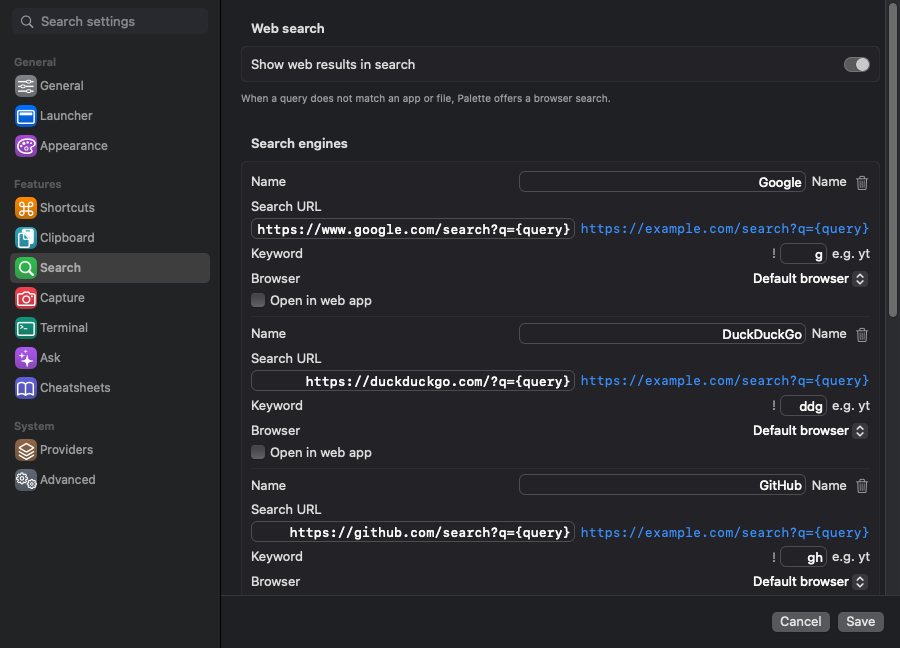 Search settings
General
General
Launcher
Appearance
Features
Shortcuts
Clipboard
Search
Capture
Terminal
Ask
Cheatsheets
System
Providers
Advanced
Web search
Show web results in search
When a query does not match an app or file, Palette offers a browser search.
Search engines
Name Google Name
Search URL
https://www.google.com/search?q={query} https://example.com/search?q={query}
Keyword ! g e.g. yt
Browser Default browser
Open in web app
Name DuckDuckGo Name
Search URL
https://duckduckgo.com/?q={query} https://example.com/search?q={query}
Keyword ! ddg e.g. yt
Browser Default browser
Open in web app
Name GitHub Name
Search URL
https://github.com/search?q={query} https://example.com/search?q={query}
Keyword ! gh e.g. yt
Browser Default browser
Cancel Save